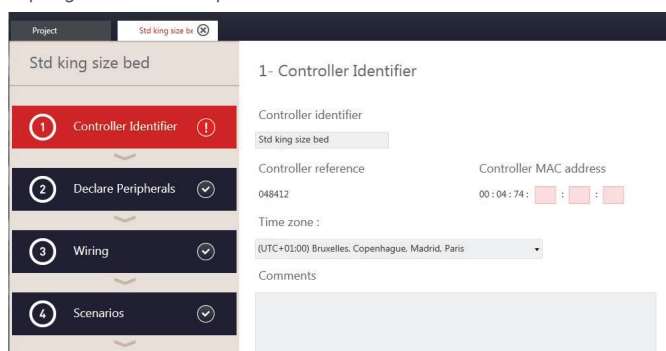 Project
Std king size be
Std king size bed
1- Controller Identifier
1 Controller Identifier !
Controller identifier
Std king size bed
Controller reference Controller MAC address
2 Declare Peripherals
048412 00 : 04 : 74 : : :
Time zone :
3 Wiring
(UTC+01:00) Bruxelles, Copenhague, Madrid, Paris
Comments
4 Scenarios